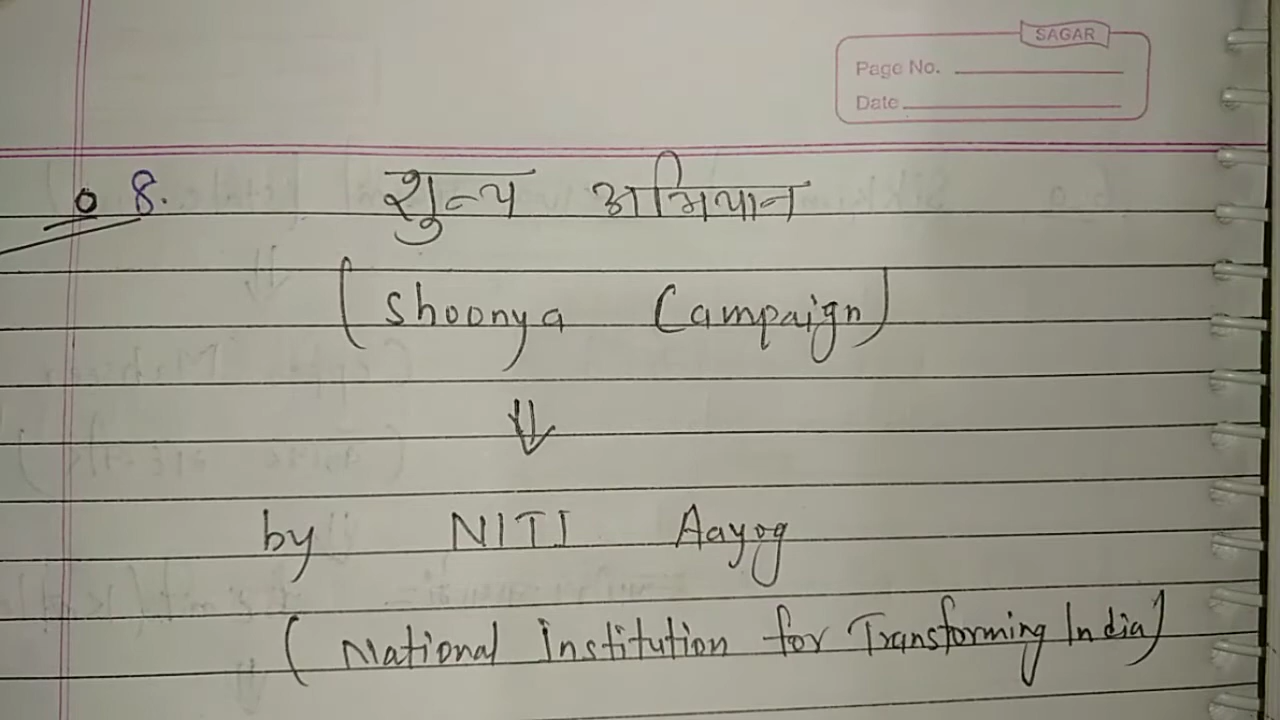 SAGAR
Page No.
Date
8. शुन्य अभियान
(Shoonya Campaign)
⇓
by NITI Aayog
(National Institution for Transforming India)